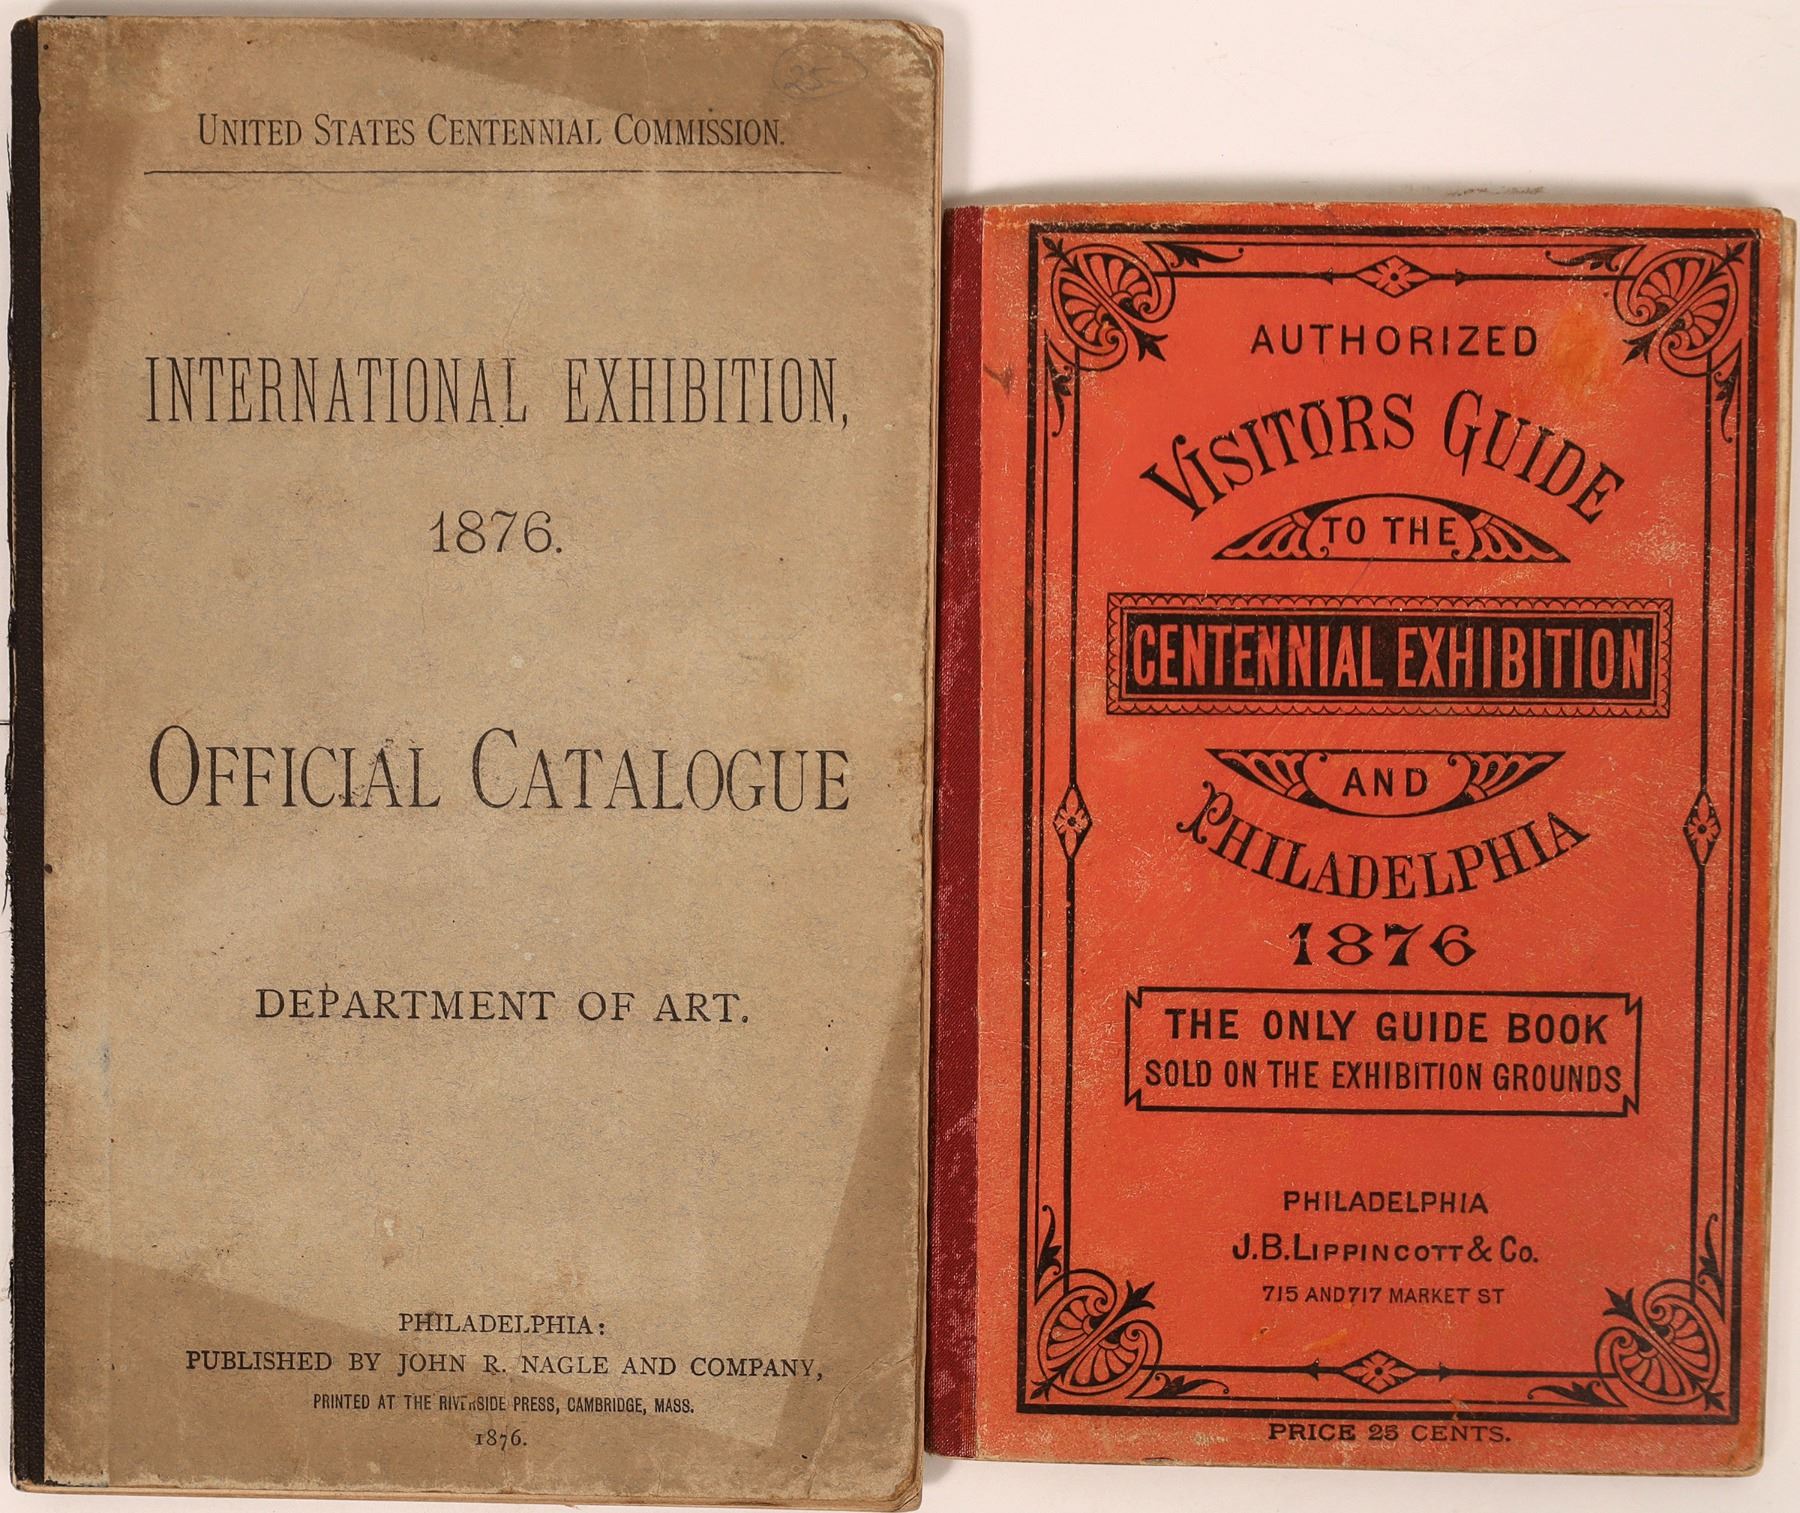 235
United States Centennial Commission.
INTERNATIONAL EXHIBITION,
1876.
Official Catalogue
DEPARTMENT OF ART.
PHILADELPHIA:
PUBLISHED BY JOHN R. NAGLE AND COMPANY,
PRINTED AT THE RIVERSIDE PRESS, CAMBRIDGE, MASS.
1876.
AUTHORIZED
VISITORS GUIDE
TO THE
CENTENNIAL EXHIBITION
AND
PHILADELPHIA
1876
THE ONLY GUIDE BOOK
SOLD ON THE EXHIBITION GROUNDS
PHILADELPHIA
J.B. LIPPINCOTT & CO.
715 AND 717 MARKET ST
PRICE 25 CENTS.